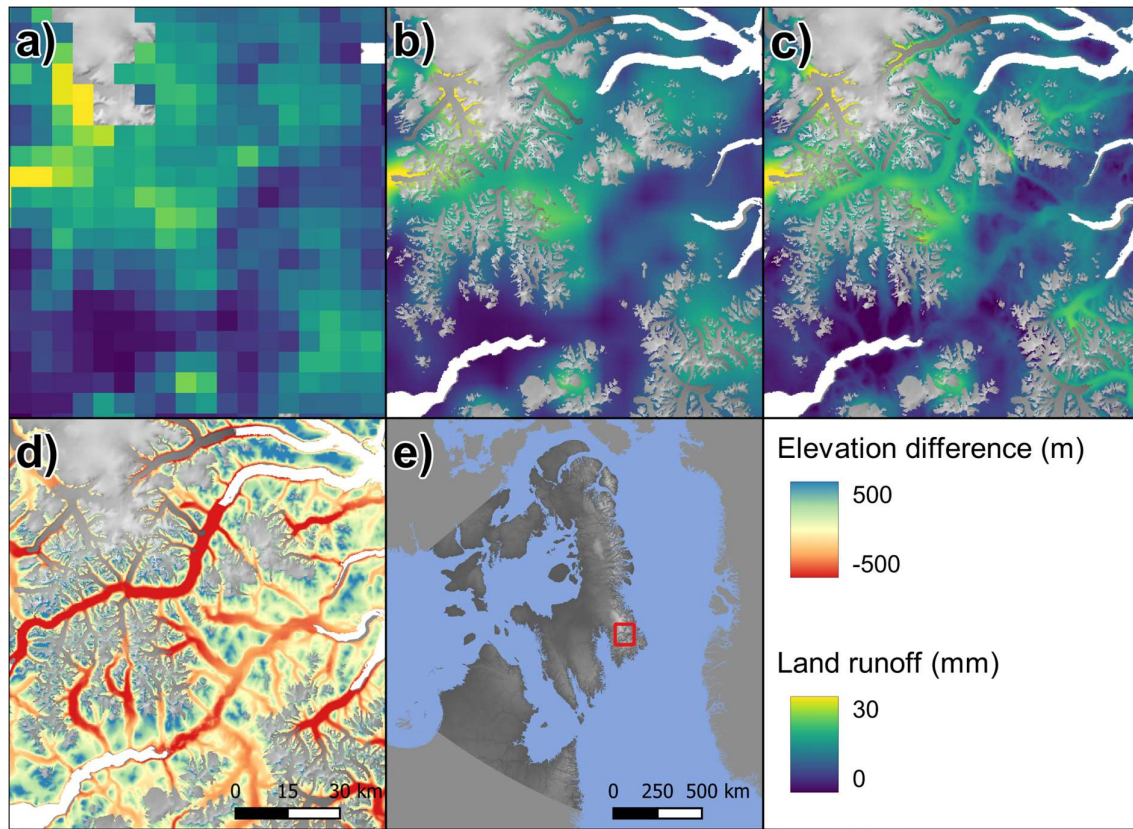 a)
b)
c)
d)
e)
Elevation difference (m)
500
-500
Land runoff (mm)
30
0
0 15 30 km
0 250 500 km